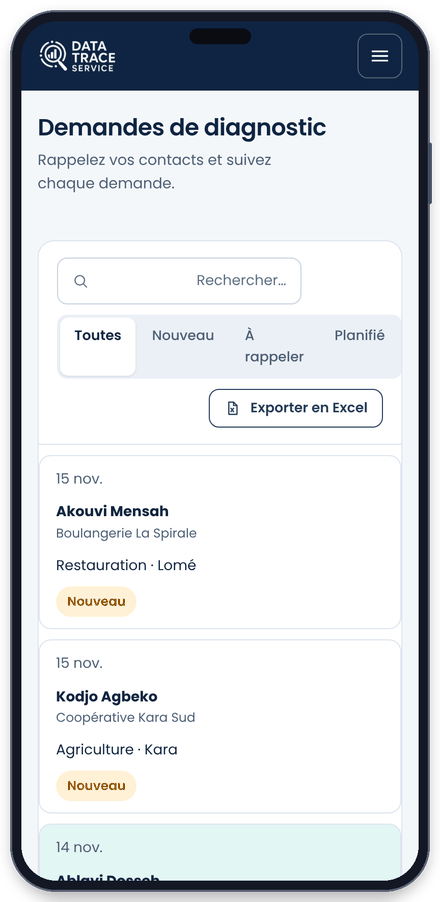 DATA
TRACE
SERVICE
Demandes de diagnostic
Rappelez vos contacts et suivez
chaque demande.
Rechercher...
Toutes Nouveau À Planifié
rappeler
Exporter en Excel
15 nov.
Akouvi Mensah
Boulangerie La Spirale
Restauration · Lomé
Nouveau
15 nov.
Kodjo Agbeko
Coopérative Kara Sud
Agriculture · Kara
Nouveau
14 nov.